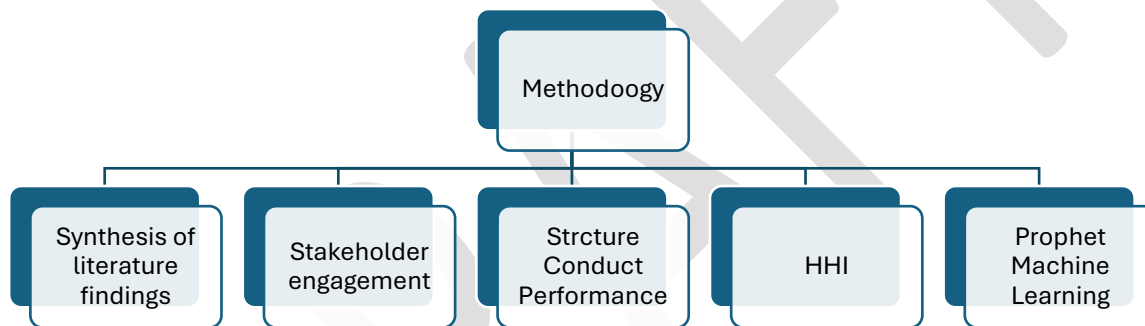 Methodoogy
Synthesis of
literature
findings
Stakeholder
engagement
Strcture
Conduct
Performance
HHI
Prophet
Machine
Learning